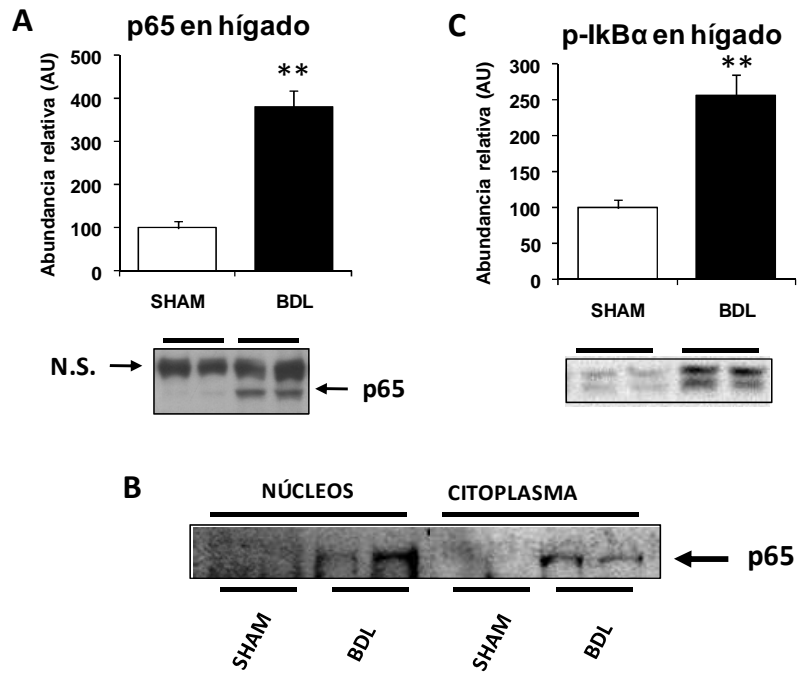 A
p65 en hígado
Abundancia relativa (AU)
500
400
300
200
100
0
**
SHAM
BDL
N.S.
p65
C
p-IkBα en hígado
Abundancia relativa (AU)
300
250
200
150
100
50
0
**
SHAM
BDL
B
NÚCLEOS
CITOPLASMA
p65
SHAM
BDL
SHAM
BDL